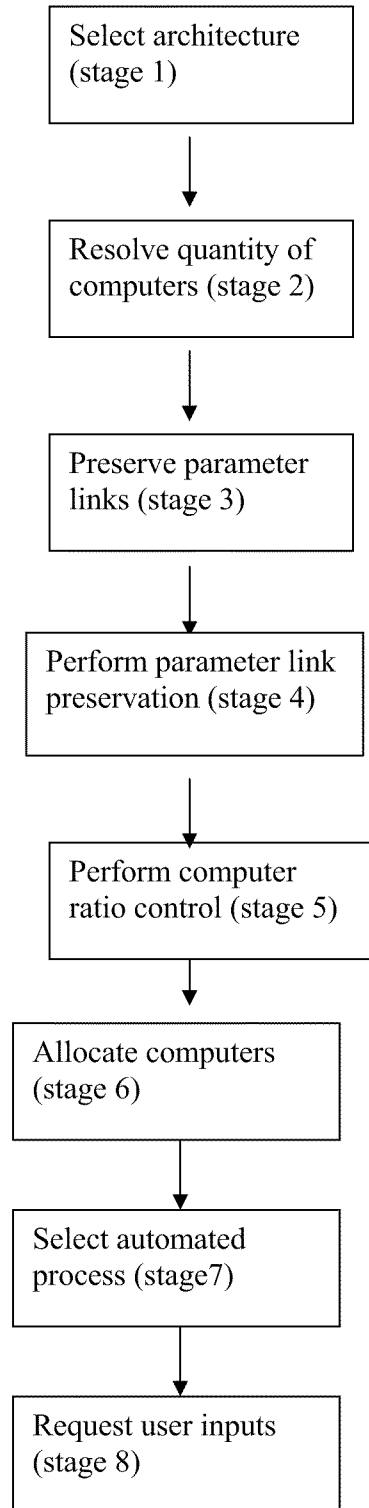 Select architecture
(stage 1)
Resolve quantity of
computers (stage 2)
Preserve parameter
links (stage 3)
Perform parameter link
preservation (stage 4)
Perform computer
ratio control (stage 5)
Allocate computers
(stage 6)
Select automated
process (stage7)
Request user inputs
(stage 8)